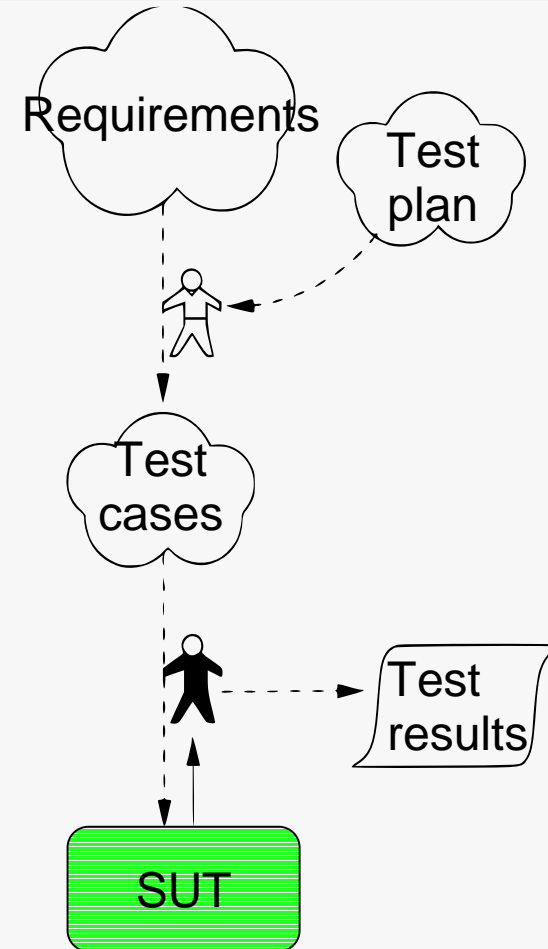 Requirements
Test
plan
Test
cases
Test
results
SUT